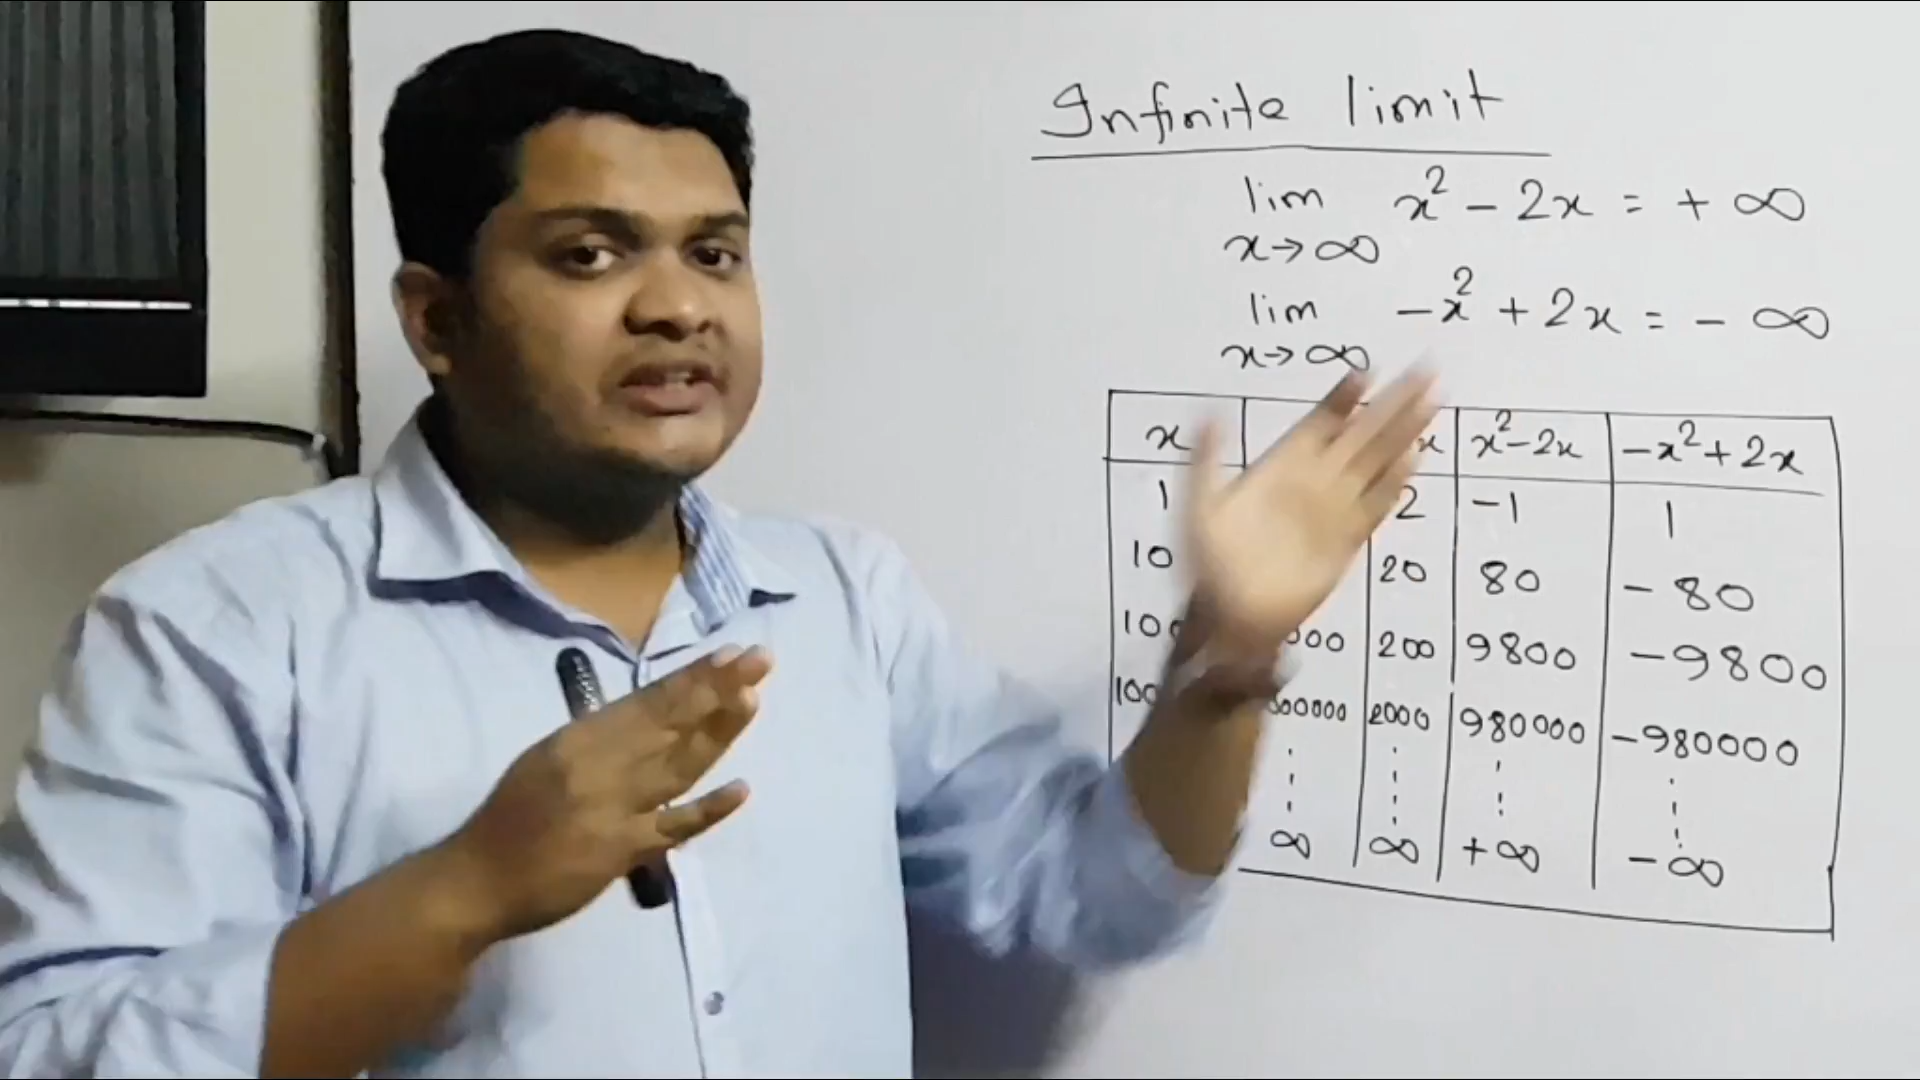 Infinite limit
lim x² - 2x = + ∞
x→∞
lim -x² + 2x = - ∞
x→∞
x x²-2x -x²+2x
1 2 -1 1
10 20 80 -80
200 9800 -9800
2000 980000 -980000
∞ ∞ +∞ -∞